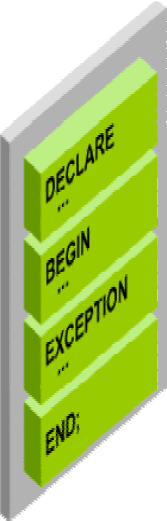 DECLARE
...
BEGIN
...
EXCEPTION
...
END;